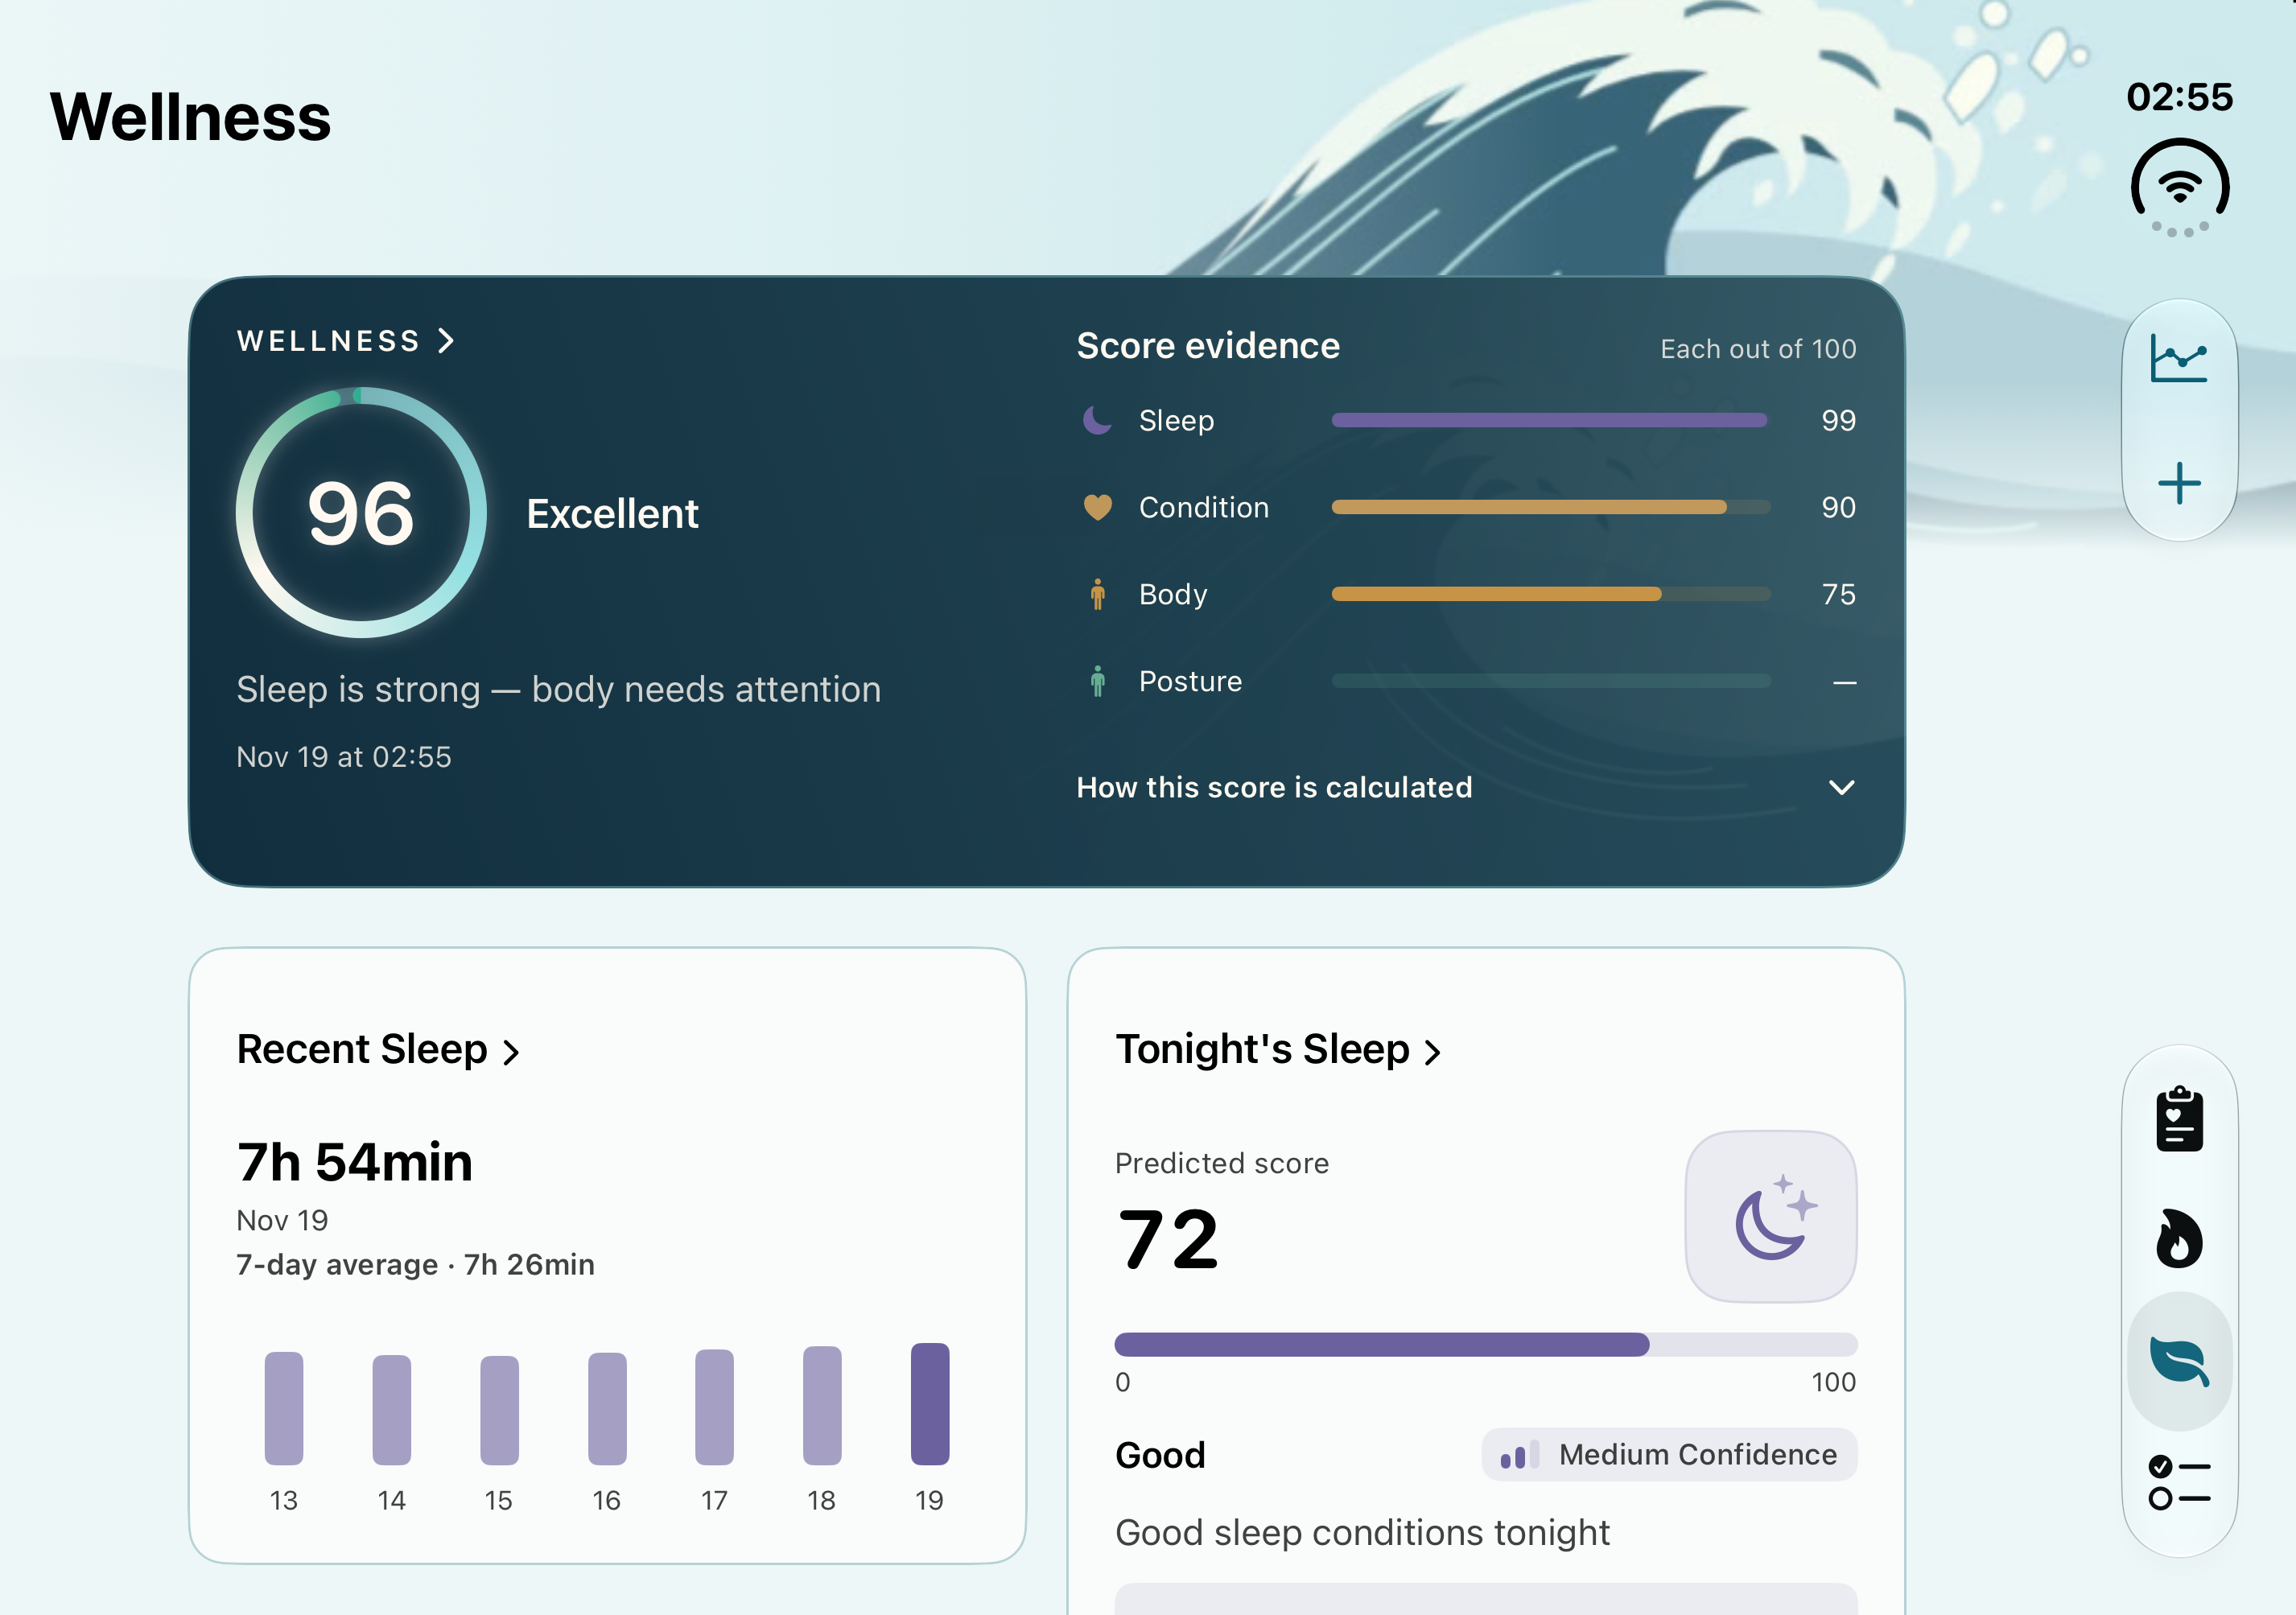 Wellness
02:55
WELLNESS
96
Excellent
Sleep is strong — body needs attention
Nov 19 at 02:55
Score evidence
Each out of 100
Sleep
99
Condition
90
Body
75
Posture
—
How this score is calculated
Recent Sleep
7h 54min
Nov 19
7-day average · 7h 26min
13 14 15 16 17 18 19
Tonight's Sleep
Predicted score
72
0 100
Good
Medium Confidence
Good sleep conditions tonight